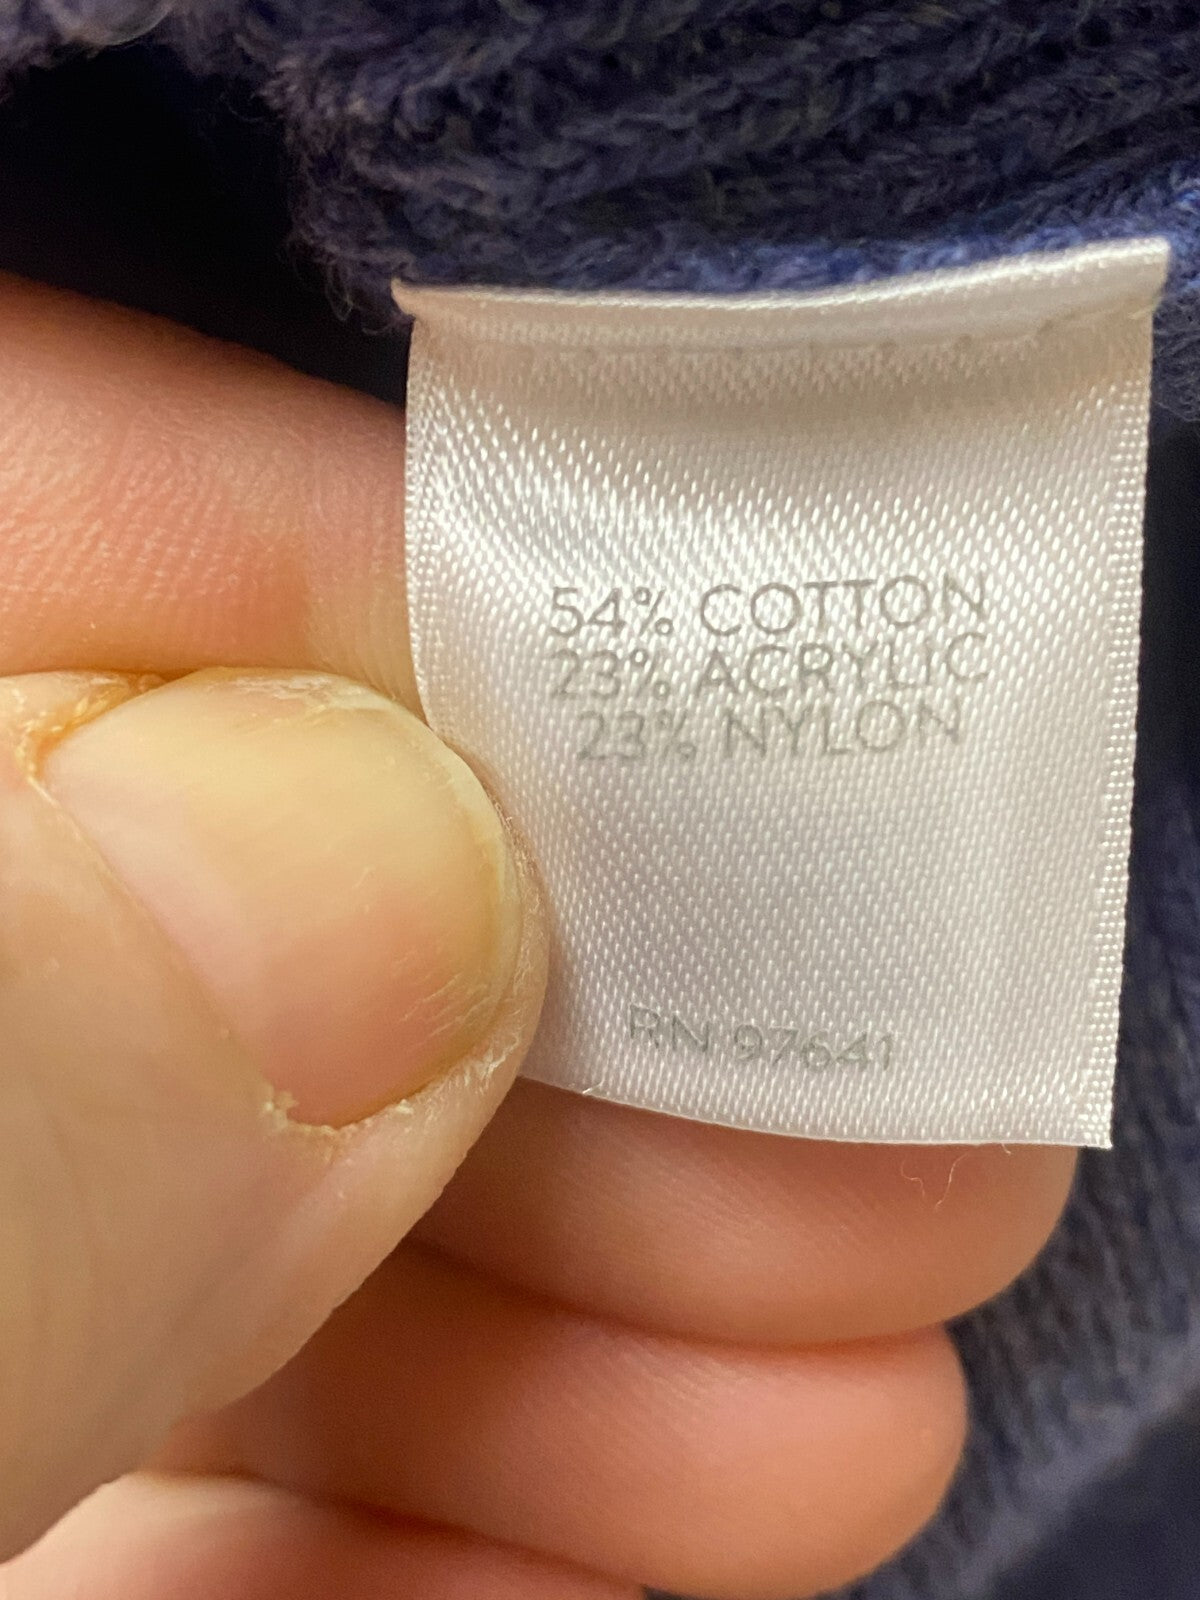 54% COTTON
23% ACRYLIC
23% NYLON
RN 97641